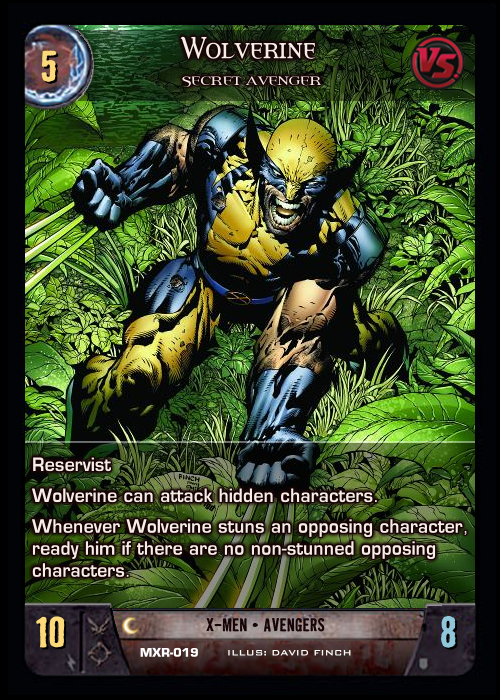 5
Wolverine
Secret Avenger
VS.
Reservist
Wolverine can attack hidden characters.
Whenever Wolverine stuns an opposing character,
ready him if there are no non-stunned opposing
characters.
FINCH
10
X-MEN • AVENGERS
8
MXR-019 ILLUS: DAVID FINCH